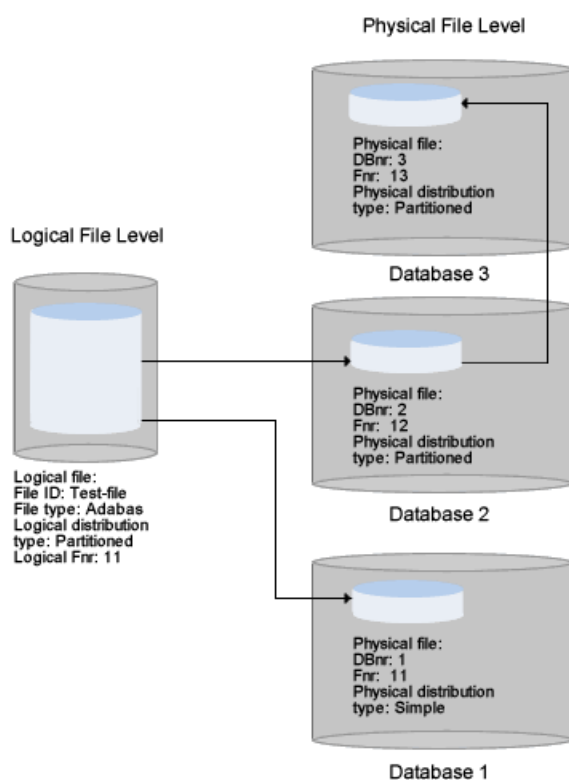 Physical File Level
Physical file:
DBnr: 3
Fnr: 13
Physical distribution
type: Partitioned
Database 3
Logical File Level
Logical file:
File ID: Test-file
File type: Adabas
Logical distribution
type: Partitioned
Logical Fnr: 11
Physical file:
DBnr: 2
Fnr: 12
Physical distribution
type: Partitioned
Database 2
Physical file:
DBnr: 1
Fnr: 11
Physical distribution
type: Simple
Database 1